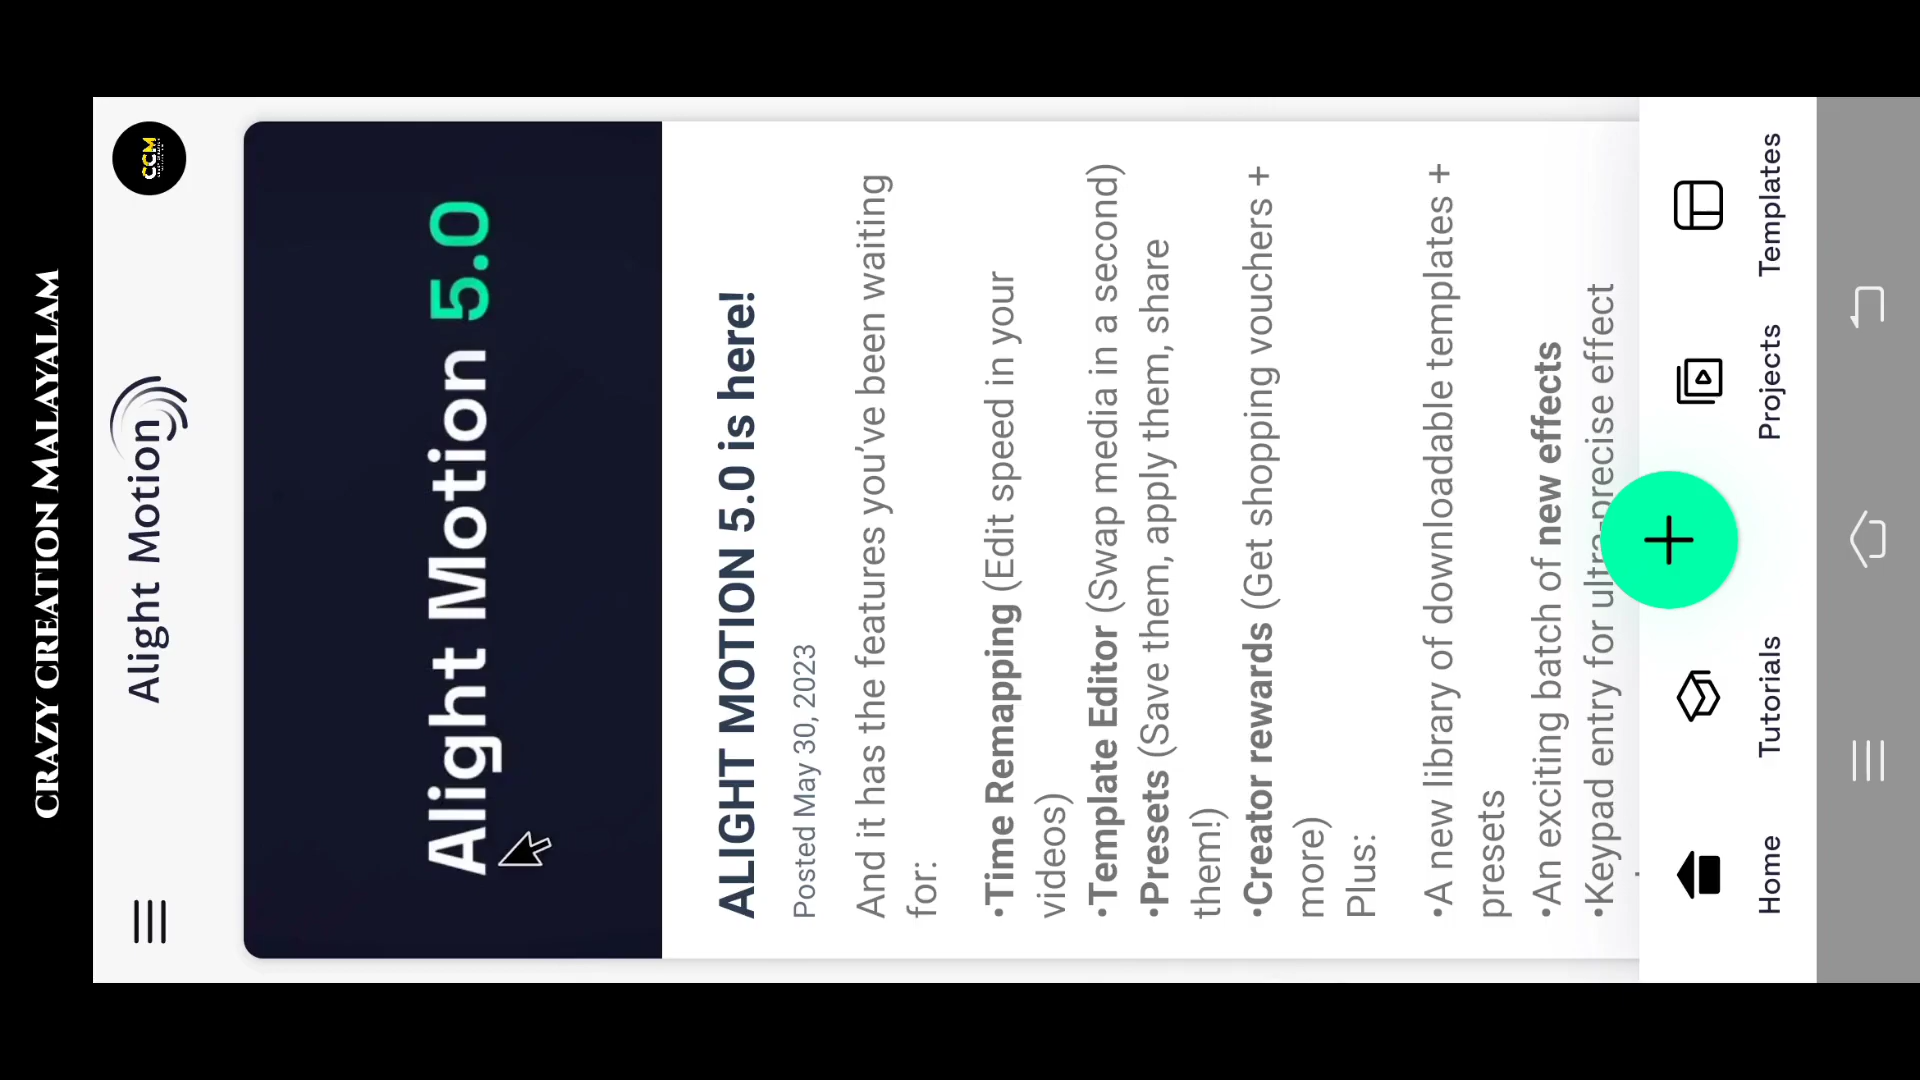 CRAZY CREATION MALAYALAM
Alight Motion
CCM
Alight Motion 5.0
ALIGHT MOTION 5.0 is here!
Posted May 30, 2023
And it has the features you've been waiting
for:
•Time Remapping (Edit speed in your
videos)
•Template Editor (Swap media in a second)
•Presets (Save them, apply them, share
them!)
•Creator rewards (Get shopping vouchers +
more)
Plus:
•A new library of downloadable templates +
presets
•An exciting batch of new effects
•Keypad entry for ultra-precise effect
Home
Tutorials
Projects
Templates